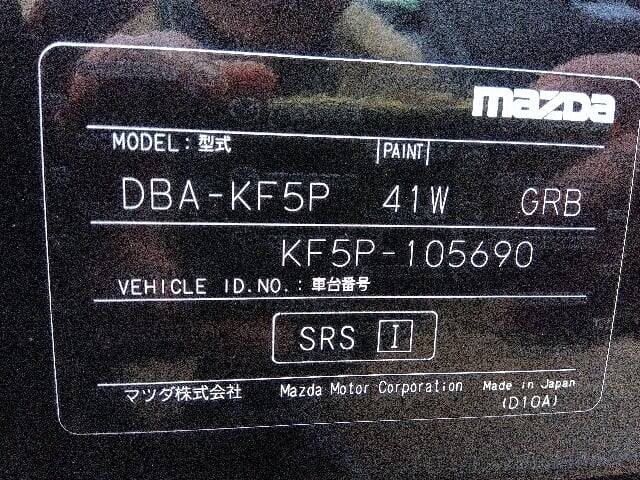 mazda
MODEL : 型式 |PAINT|
DBA-KF5P 41W GRB
KF5P-105690
VEHICLE ID.NO. : 車台番号
SRS I
マツダ株式会社 Mazda Motor Corporation Made in Japan
(D10A)